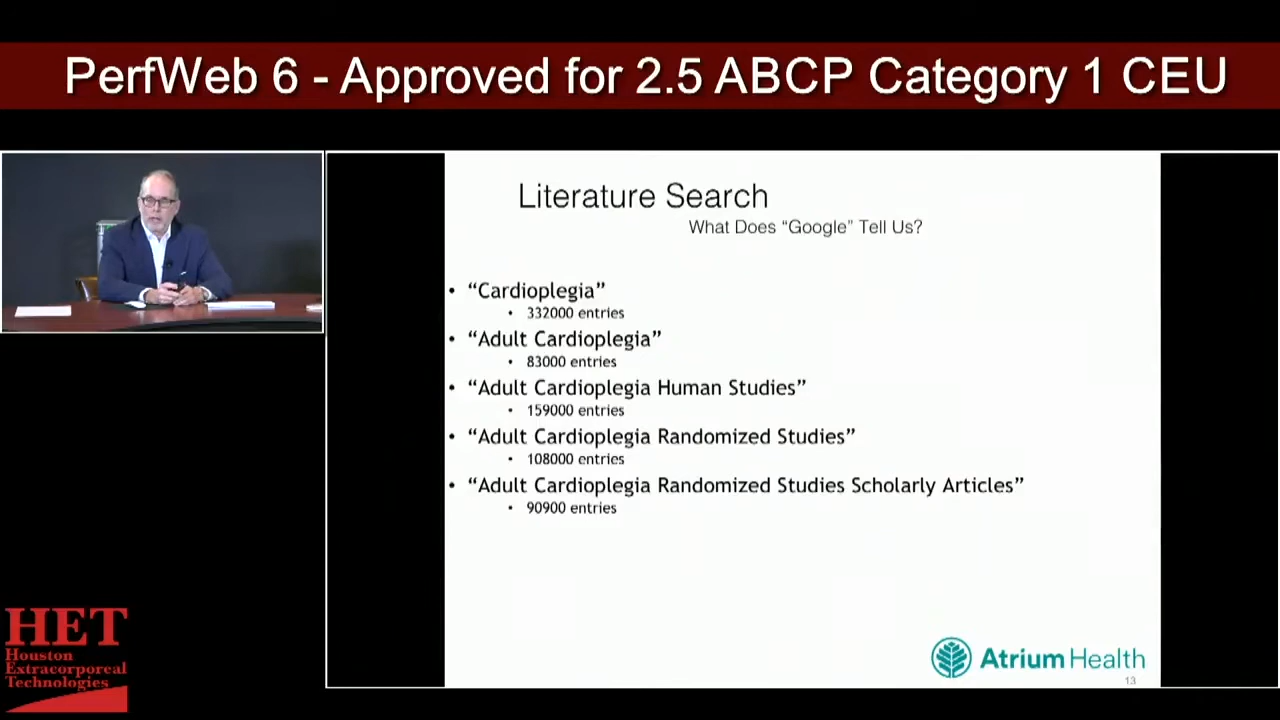 PerfWeb 6 - Approved for 2.5 ABCP Category 1 CEU
Literature Search
What Does “Google” Tell Us?
• “Cardioplegia”
• 332000 entries
• “Adult Cardioplegia”
• 83000 entries
• “Adult Cardioplegia Human Studies”
• 159000 entries
• “Adult Cardioplegia Randomized Studies”
• 108000 entries
• “Adult Cardioplegia Randomized Studies Scholarly Articles”
• 90900 entries
Atrium Health
13
HET
Houston
Extracorporeal
Technologies